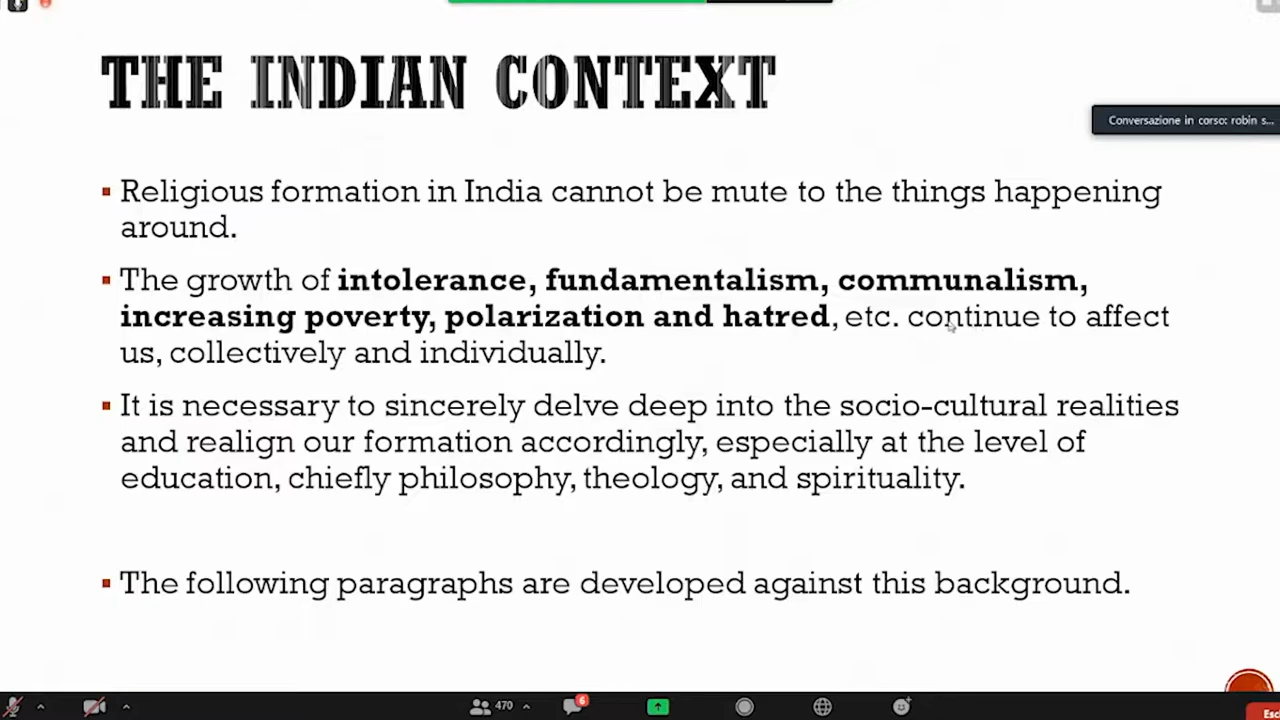 THE INDIAN CONTEXT
Conversazione in corso: robin s...
Religious formation in India cannot be mute to the things happening
around.
The growth of intolerance, fundamentalism, communalism,
increasing poverty, polarization and hatred, etc. continue to affect
us, collectively and individually.
It is necessary to sincerely delve deep into the socio-cultural realities
and realign our formation accordingly, especially at the level of
education, chiefly philosophy, theology, and spirituality.
The following paragraphs are developed against this background.
470
6
Esc